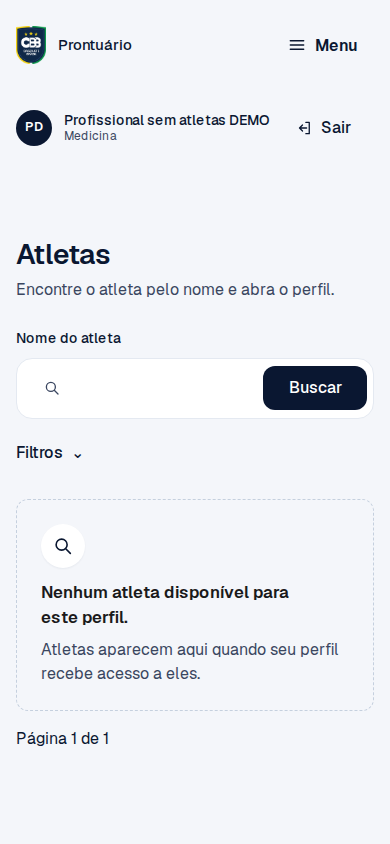 CBB
Prontuário
Menu
PD
Profissional sem atletas DEMO
Medicina
Sair
Atletas
Encontre o atleta pelo nome e abra o perfil.
Nome do atleta
Buscar
Filtros
Nenhum atleta disponível para
este perfil.
Atletas aparecem aqui quando seu perfil
recebe acesso a eles.
Página 1 de 1